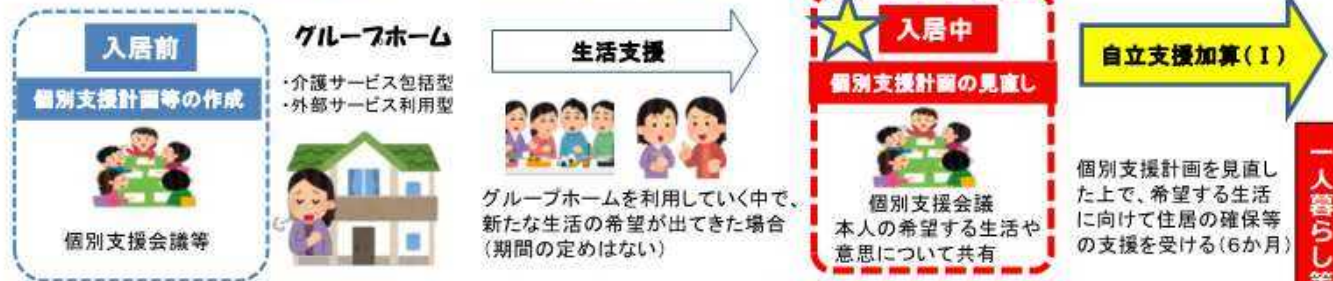 入居前
個別支援計画等の作成
個別支援会議等
グループホーム
・介護サービス包括型
・外部サービス利用型
生活支援
グループホームを利用していく中で、
新たな生活の希望が出てきた場合
(期間の定めはない)
入居中
個別支援計画の見直し
個別支援会議
本人の希望する生活や
意思について共有
自立支援加算(Ⅰ)
個別支援計画を見直し
た上で、希望する生活
に向けて住居の確保等
の支援を受ける(6か月)
一人暮らし等